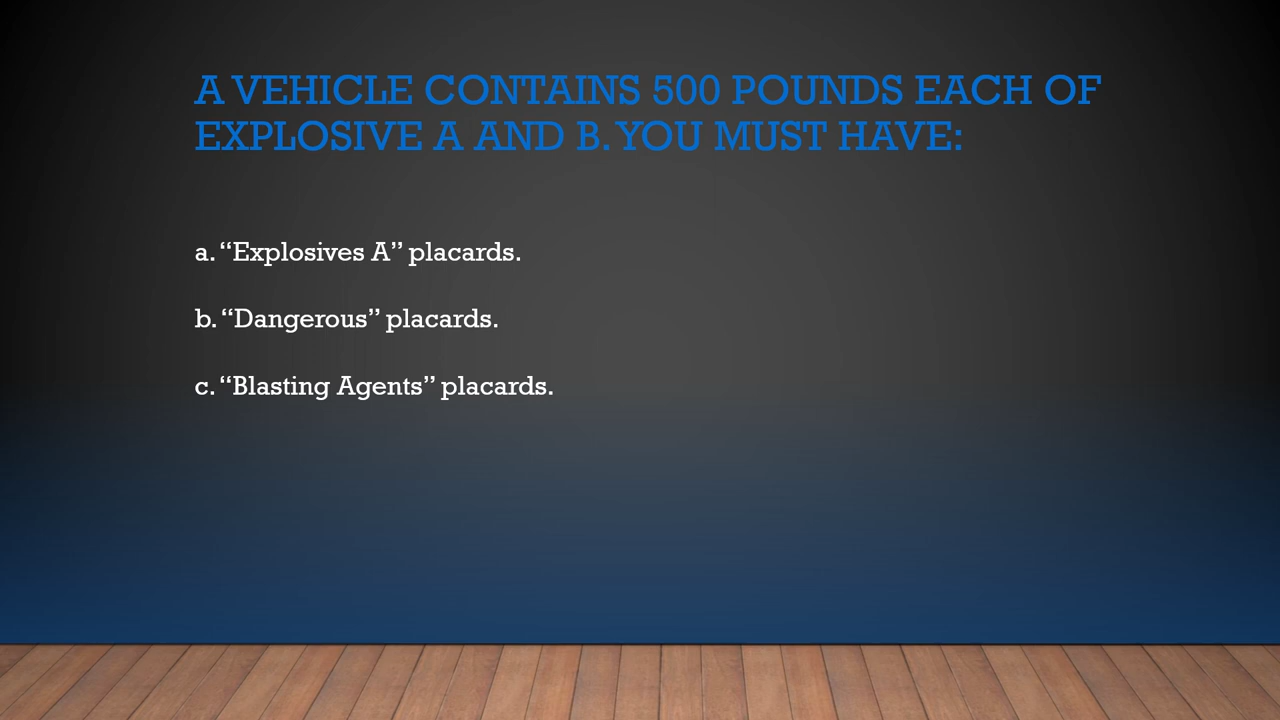 A VEHICLE CONTAINS 500 POUNDS EACH OF
EXPLOSIVE A AND B. YOU MUST HAVE:
a. “Explosives A” placards.
b. “Dangerous” placards.
c. “Blasting Agents” placards.